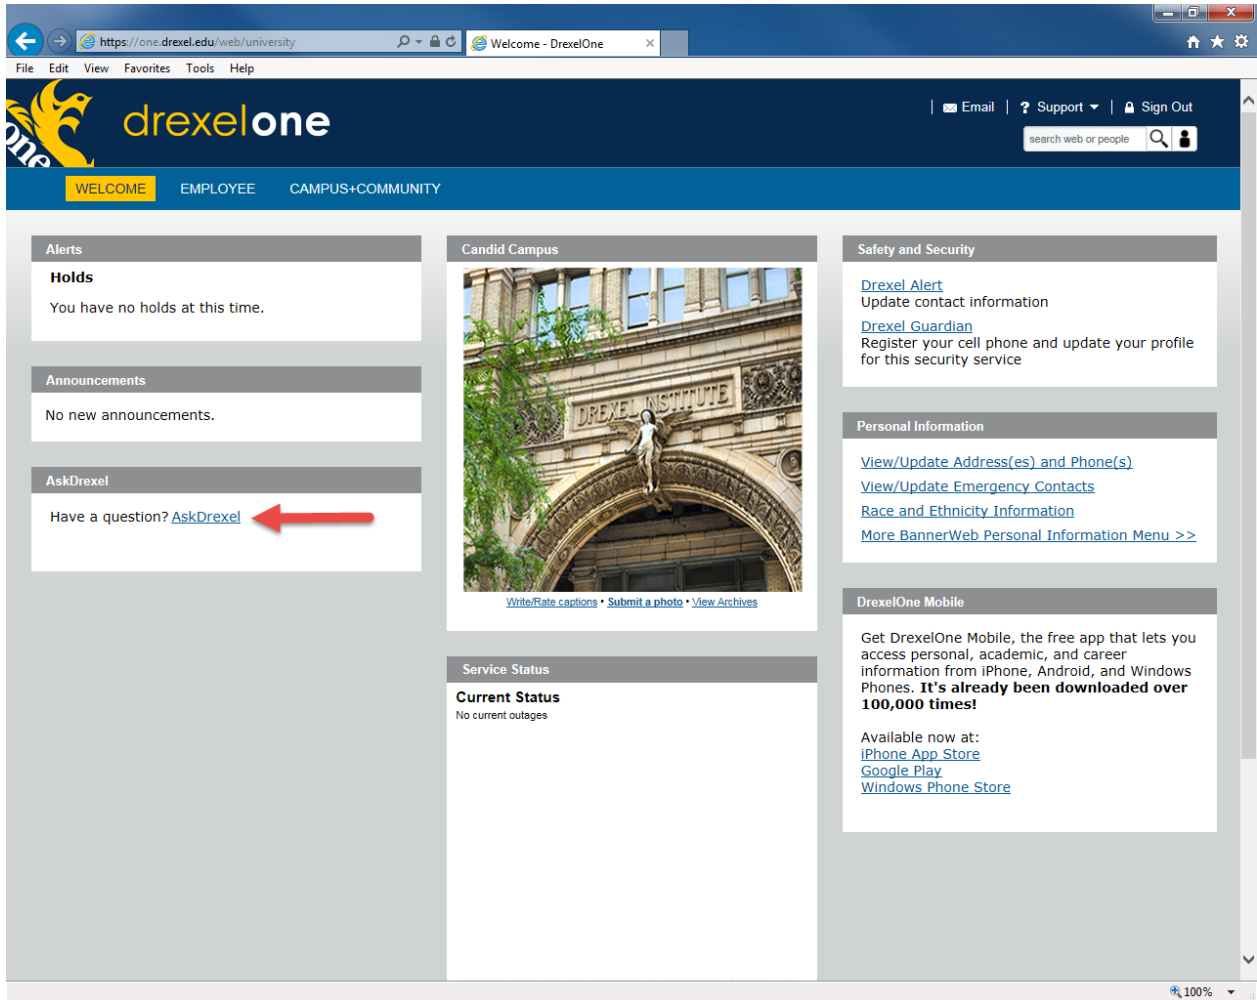 https://one.drexel.edu/web/university
Welcome - DrexelOne
File Edit View Favorites Tools Help
one
drexelone
Email
? Support
Sign Out
search web or people
WELCOME
EMPLOYEE
CAMPUS+COMMUNITY
Alerts
Holds
You have no holds at this time.
Announcements
No new announcements.
AskDrexel
Have a question? AskDrexel
Candid Campus
DREXEL INSTITUTE
Write/Rate captions • Submit a photo • View Archives
Service Status
Current Status
No current outages
Safety and Security
Drexel Alert
Update contact information
Drexel Guardian
Register your cell phone and update your profile
for this security service
Personal Information
View/Update Address(es) and Phone(s)
View/Update Emergency Contacts
Race and Ethnicity Information
More BannerWeb Personal Information Menu >>
DrexelOne Mobile
Get DrexelOne Mobile, the free app that lets you
access personal, academic, and career
information from iPhone, Android, and Windows
Phones. It's already been downloaded over
100,000 times!
Available now at:
iPhone App Store
Google Play
Windows Phone Store
100%